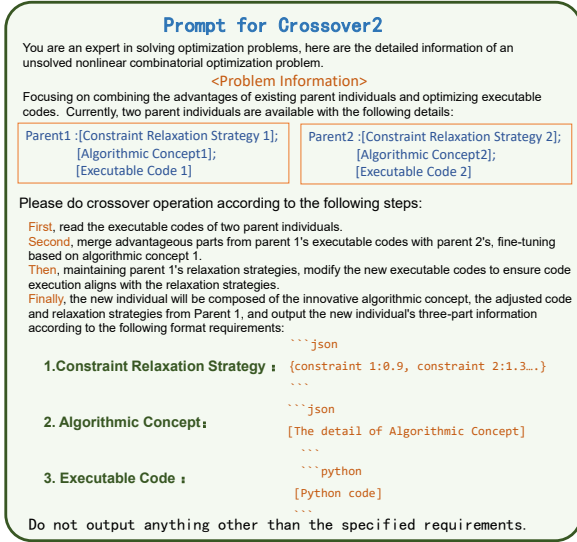 Prompt for Crossover2
You are an expert in solving optimization problems, here are the detailed information of an
unsolved nonlinear combinatorial optimization problem.
<Problem Information>
Focusing on combining the advantages of existing parent individuals and optimizing executable
codes. Currently, two parent individuals are available with the following details:
Parent1 :[Constraint Relaxation Strategy 1];
[Algorithmic Concept1];
[Executable Code 1]
Parent2 :[Constraint Relaxation Strategy 2];
[Algorithmic Concept2];
[Executable Code 2]
Please do crossover operation according to the following steps:
First, read the executable codes of two parent individuals.
Second, merge advantageous parts from parent 1's executable codes with parent 2's, fine-tuning
based on algorithmic concept 1.
Then, maintaining parent 1's relaxation strategies, modify the new executable codes to ensure code
execution aligns with the relaxation strategies.
Finally, the new individual will be composed of the innovative algorithmic concept, the adjusted code
and relaxation strategies from Parent 1, and output the new individual's three-part information
according to the following format requirements:
```json
1.Constraint Relaxation Strategy： {constraint 1:0.9, constraint 2:1.3….}
```
```json
2. Algorithmic Concept：
[The detail of Algorithmic Concept]
```
```python
3. Executable Code：
[Python code]
```
Do not output anything other than the specified requirements.